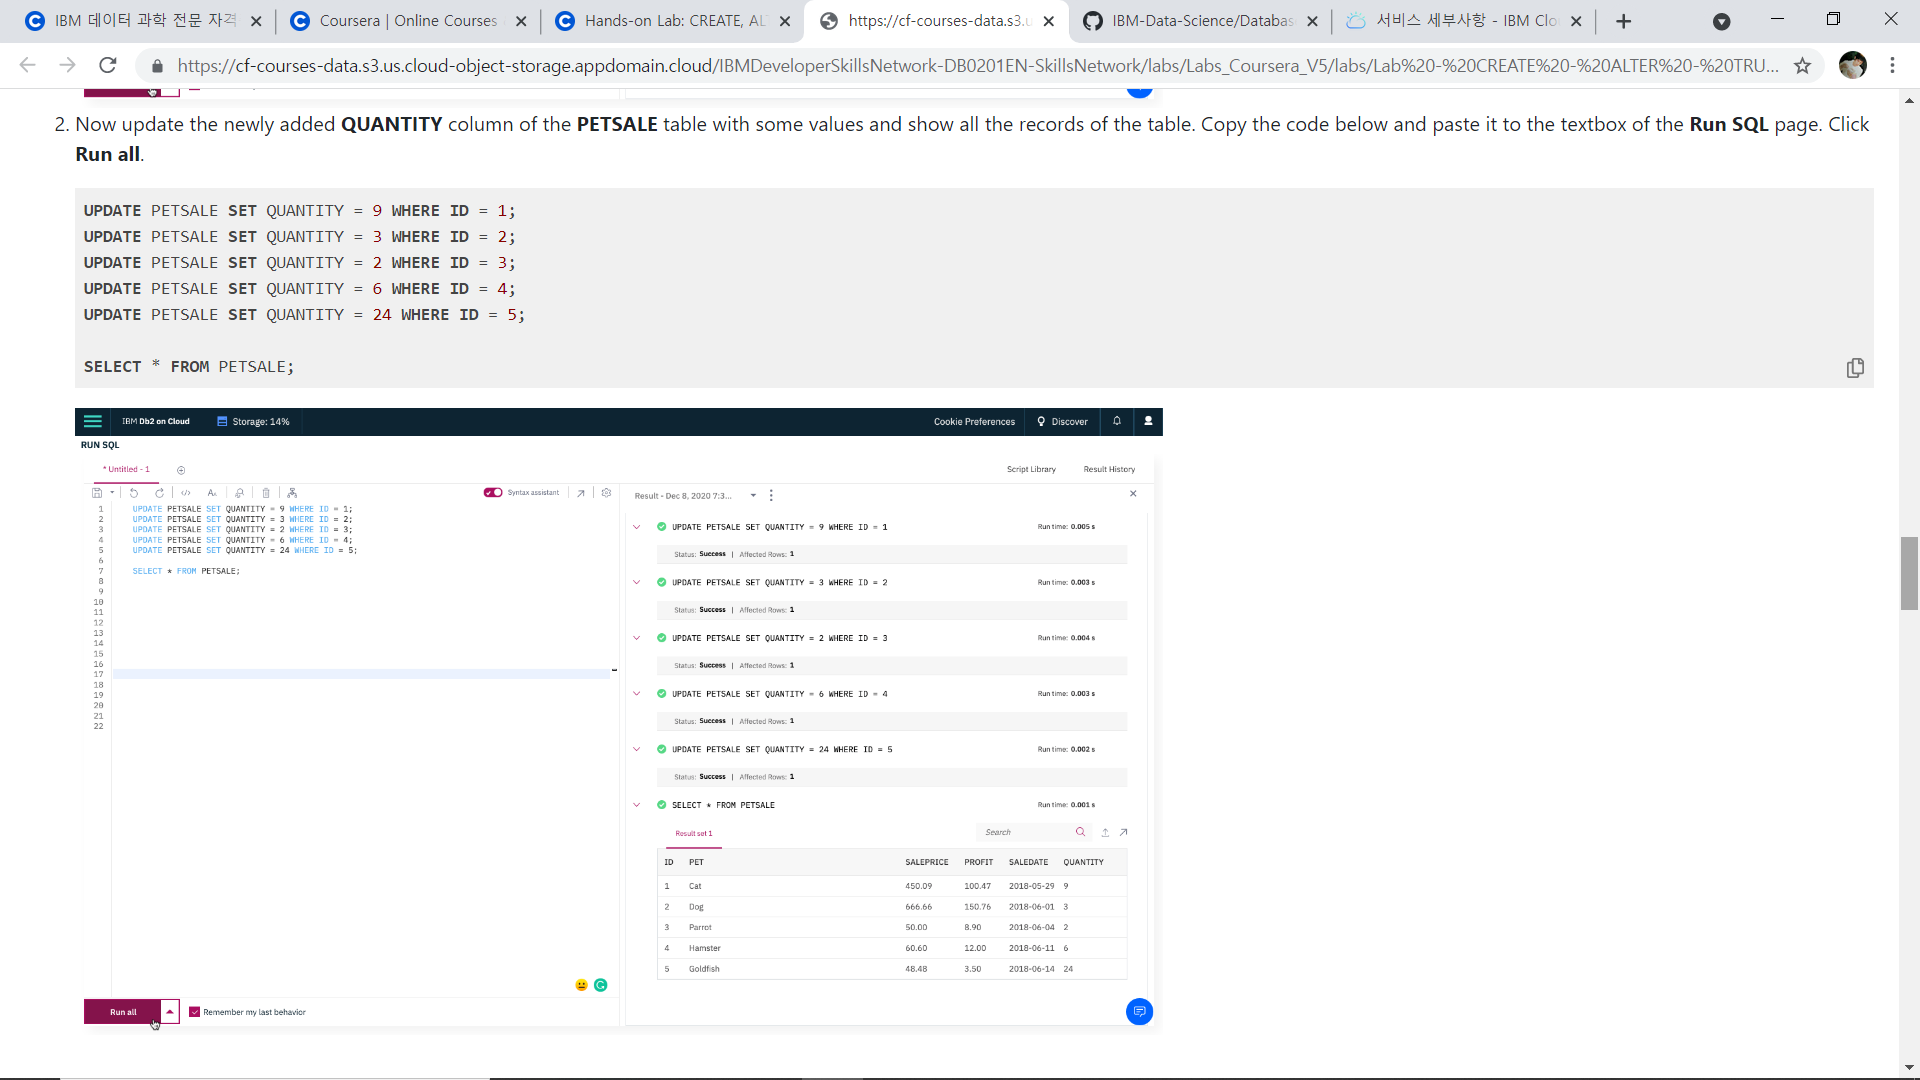 IBM 데이터 과학 전문 자격
Coursera | Online Courses
Hands-on Lab: CREATE, AL
https://cf-courses-data.s3.u
IBM-Data-Science/Databas
서비스 세부사항 - IBM Clo
https://cf-courses-data.s3.us.cloud-object-storage.appdomain.cloud/IBMDeveloperSkillsNetwork-DB0201EN-SkillsNetwork/labs/Labs_Coursera_V5/labs/Lab%20-%20CREATE%20-%20ALTER%20-%20TRU...
2. Now update the newly added QUANTITY column of the PETSALE table with some values and show all the records of the table. Copy the code below and paste it to the textbox of the Run SQL page. Click
Run all.
UPDATE PETSALE SET QUANTITY = 9 WHERE ID = 1;
UPDATE PETSALE SET QUANTITY = 3 WHERE ID = 2;
UPDATE PETSALE SET QUANTITY = 2 WHERE ID = 3;
UPDATE PETSALE SET QUANTITY = 6 WHERE ID = 4;
UPDATE PETSALE SET QUANTITY = 24 WHERE ID = 5;
SELECT * FROM PETSALE;
IBM Db2 on Cloud Storage: 14% Cookie Preferences Discover
RUN SQL
* Untitled - 1 Script Library Result History
Syntax assistant
1 UPDATE PETSALE SET QUANTITY = 9 WHERE ID = 1;
2 UPDATE PETSALE SET QUANTITY = 3 WHERE ID = 2;
3 UPDATE PETSALE SET QUANTITY = 2 WHERE ID = 3;
4 UPDATE PETSALE SET QUANTITY = 6 WHERE ID = 4;
5 UPDATE PETSALE SET QUANTITY = 24 WHERE ID = 5;
6
7 SELECT * FROM PETSALE;
8
9
10
11
12
13
14
15
16
17
18
19
20
21
22
Run all Remember my last behavior
Result - Dec 8, 2020 7:3...
UPDATE PETSALE SET QUANTITY = 9 WHERE ID = 1 Run time: 0.005 s
Status: Success | Affected Rows: 1
UPDATE PETSALE SET QUANTITY = 3 WHERE ID = 2 Run time: 0.003 s
Status: Success | Affected Rows: 1
UPDATE PETSALE SET QUANTITY = 2 WHERE ID = 3 Run time: 0.004 s
Status: Success | Affected Rows: 1
UPDATE PETSALE SET QUANTITY = 6 WHERE ID = 4 Run time: 0.003 s
Status: Success | Affected Rows: 1
UPDATE PETSALE SET QUANTITY = 24 WHERE ID = 5 Run time: 0.002 s
Status: Success | Affected Rows: 1
SELECT * FROM PETSALE Run time: 0.001 s
Result set 1 Search
ID PET SALEPRICE PROFIT SALEDATE QUANTITY
1 Cat 450.09 100.47 2018-05-29 9
2 Dog 666.66 150.76 2018-06-01 3
3 Parrot 50.00 8.90 2018-06-04 2
4 Hamster 60.60 12.00 2018-06-11 6
5 Goldfish 48.48 3.50 2018-06-14 24